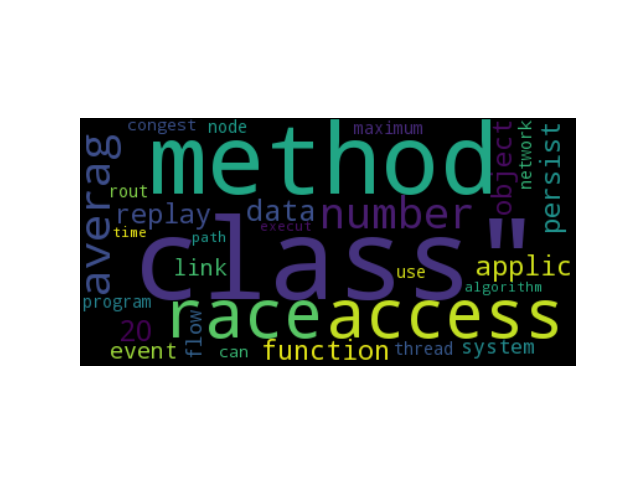 congest node maximum
method
averag
object
network
persist
rout
replay data number
time
execut
class"
path
link use applic
algorithm
program
race access
20
flow
event can function thread system